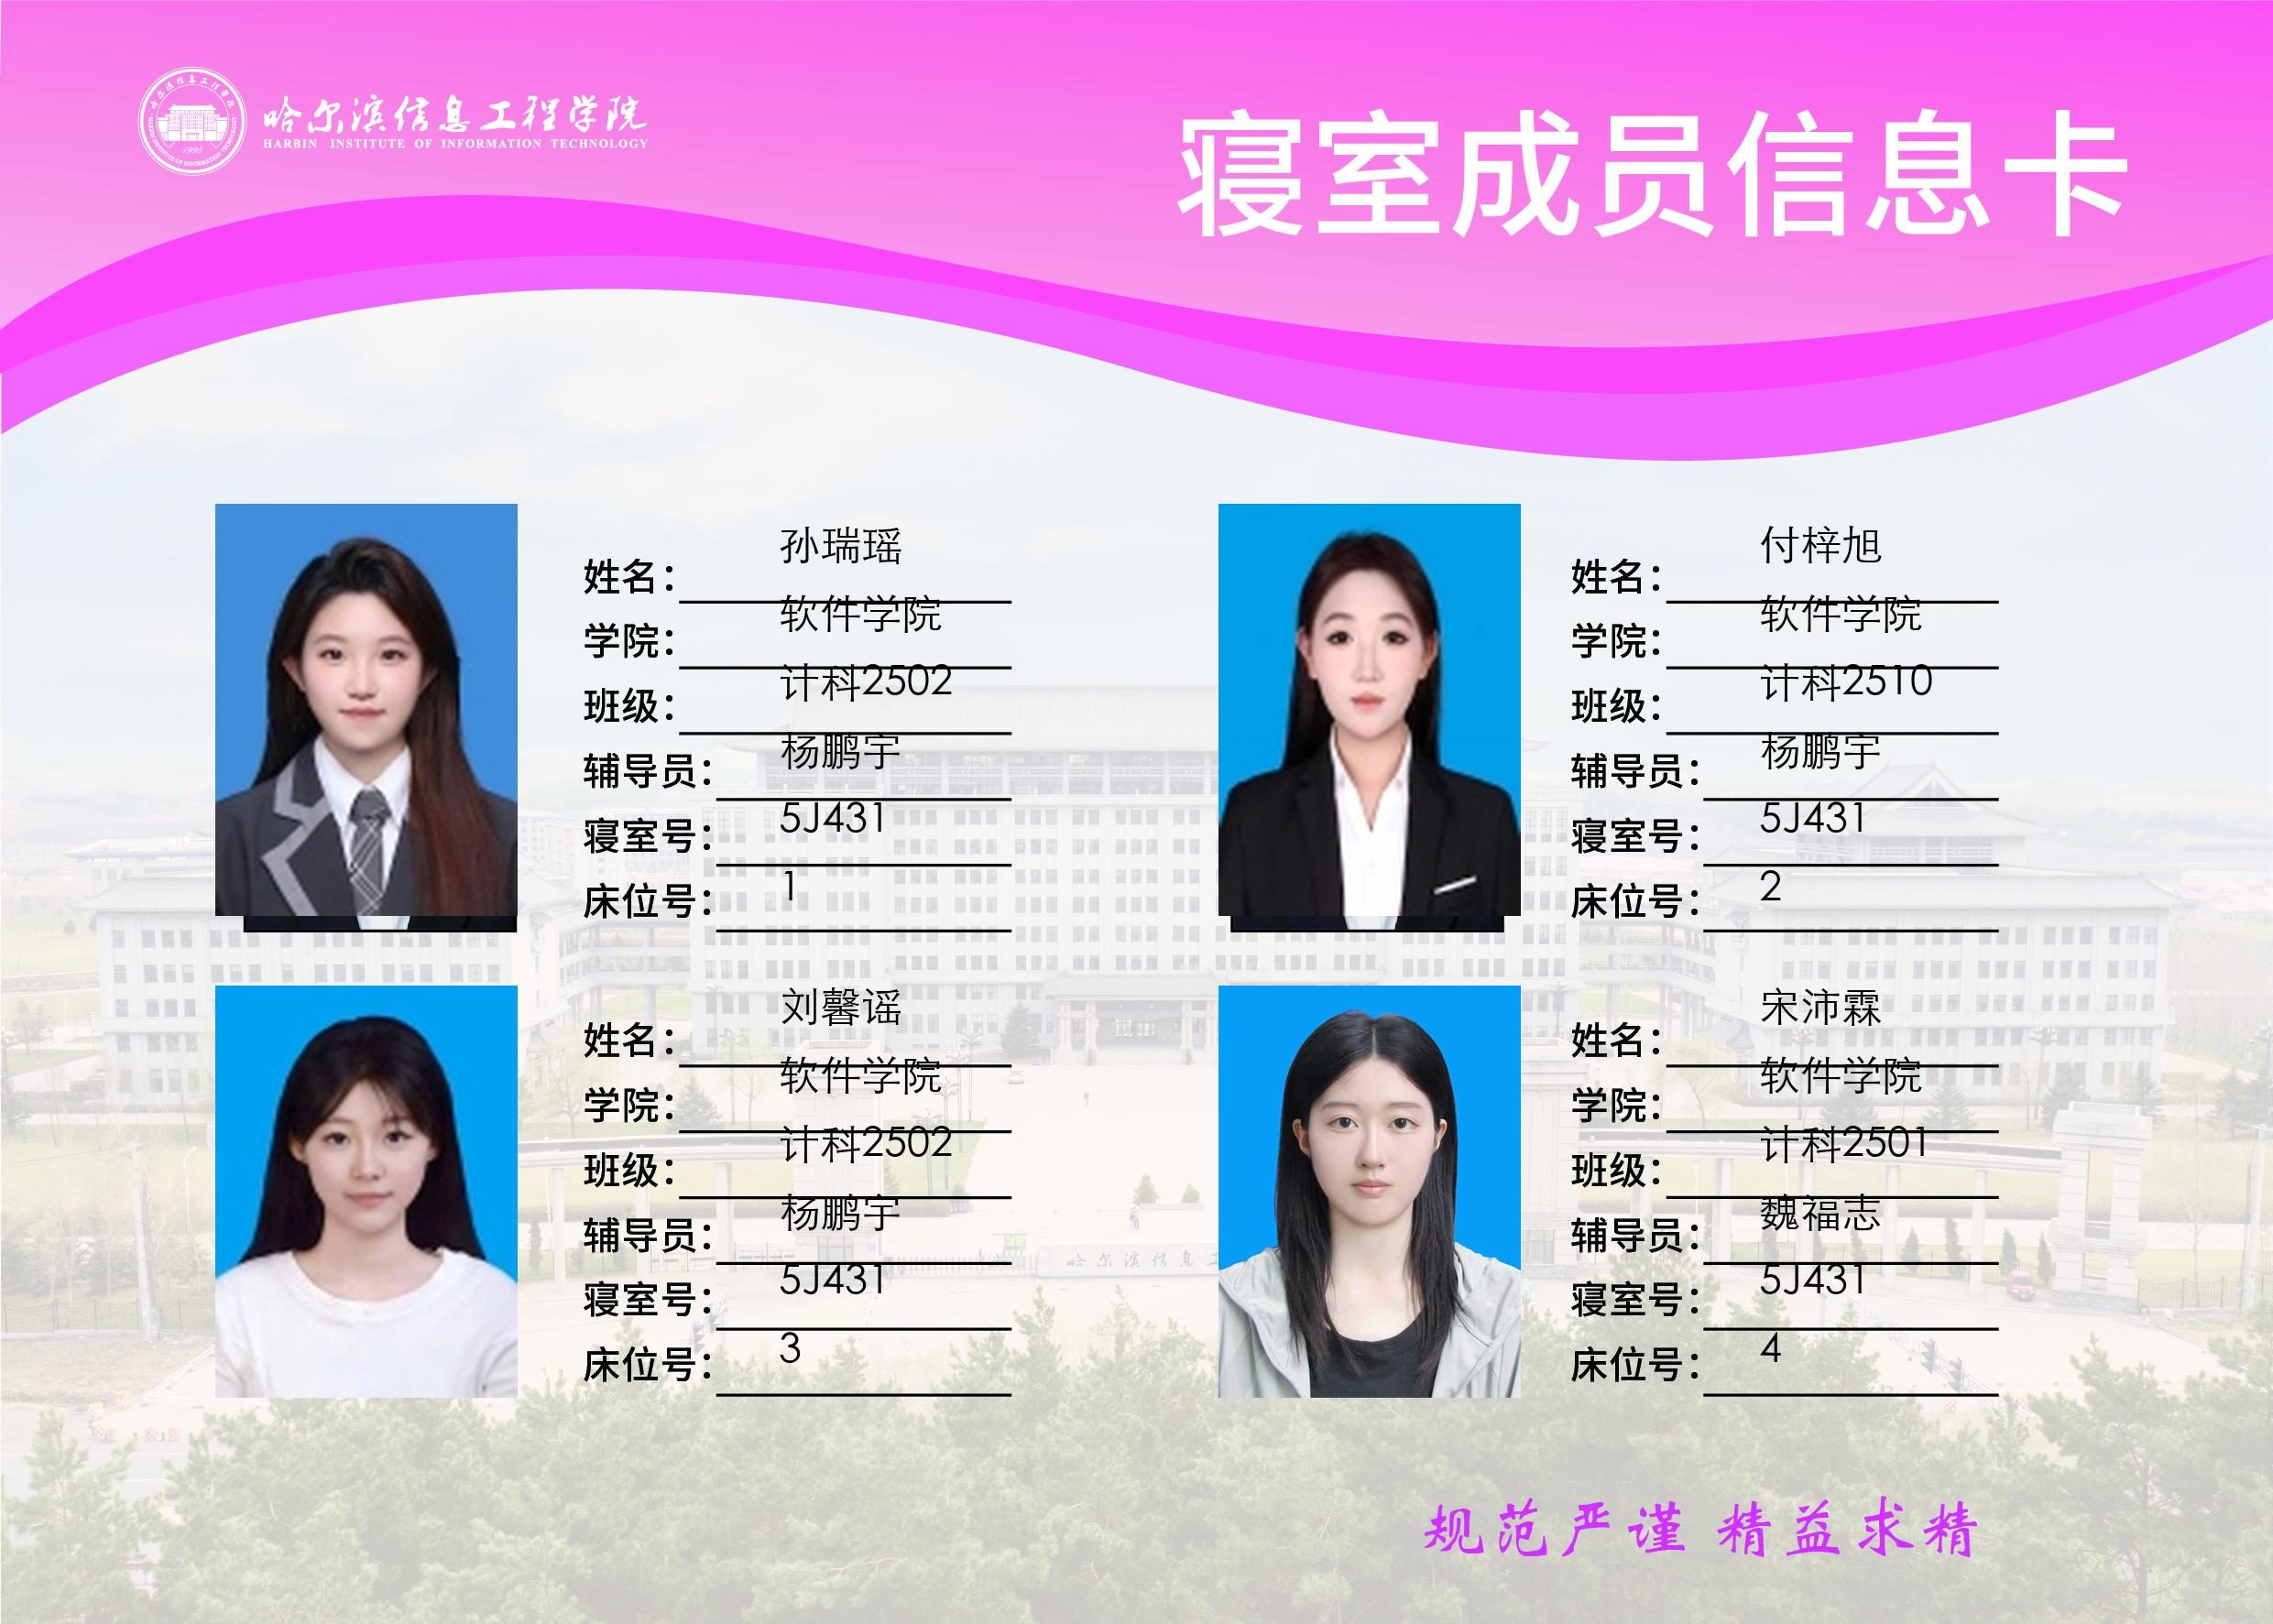 哈尔滨信息工程学院
HARBIN INSTITUTE OF INFORMATION TECHNOLOGY
1995
寝室成员信息卡
姓名： 孙瑞瑶
学院： 软件学院
班级： 计科2502
辅导员： 杨鹏宇
寝室号： 5J431
床位号： 1
姓名： 付梓旭
学院： 软件学院
班级： 计科2510
辅导员： 杨鹏宇
寝室号： 5J431
床位号： 2
姓名： 刘馨谣
学院： 软件学院
班级： 计科2502
辅导员： 杨鹏宇
寝室号： 5J431
床位号： 3
姓名： 宋沛霖
学院： 软件学院
班级： 计科2501
辅导员： 魏福志
寝室号： 5J431
床位号： 4
哈尔滨信息工
规范严谨 精益求精